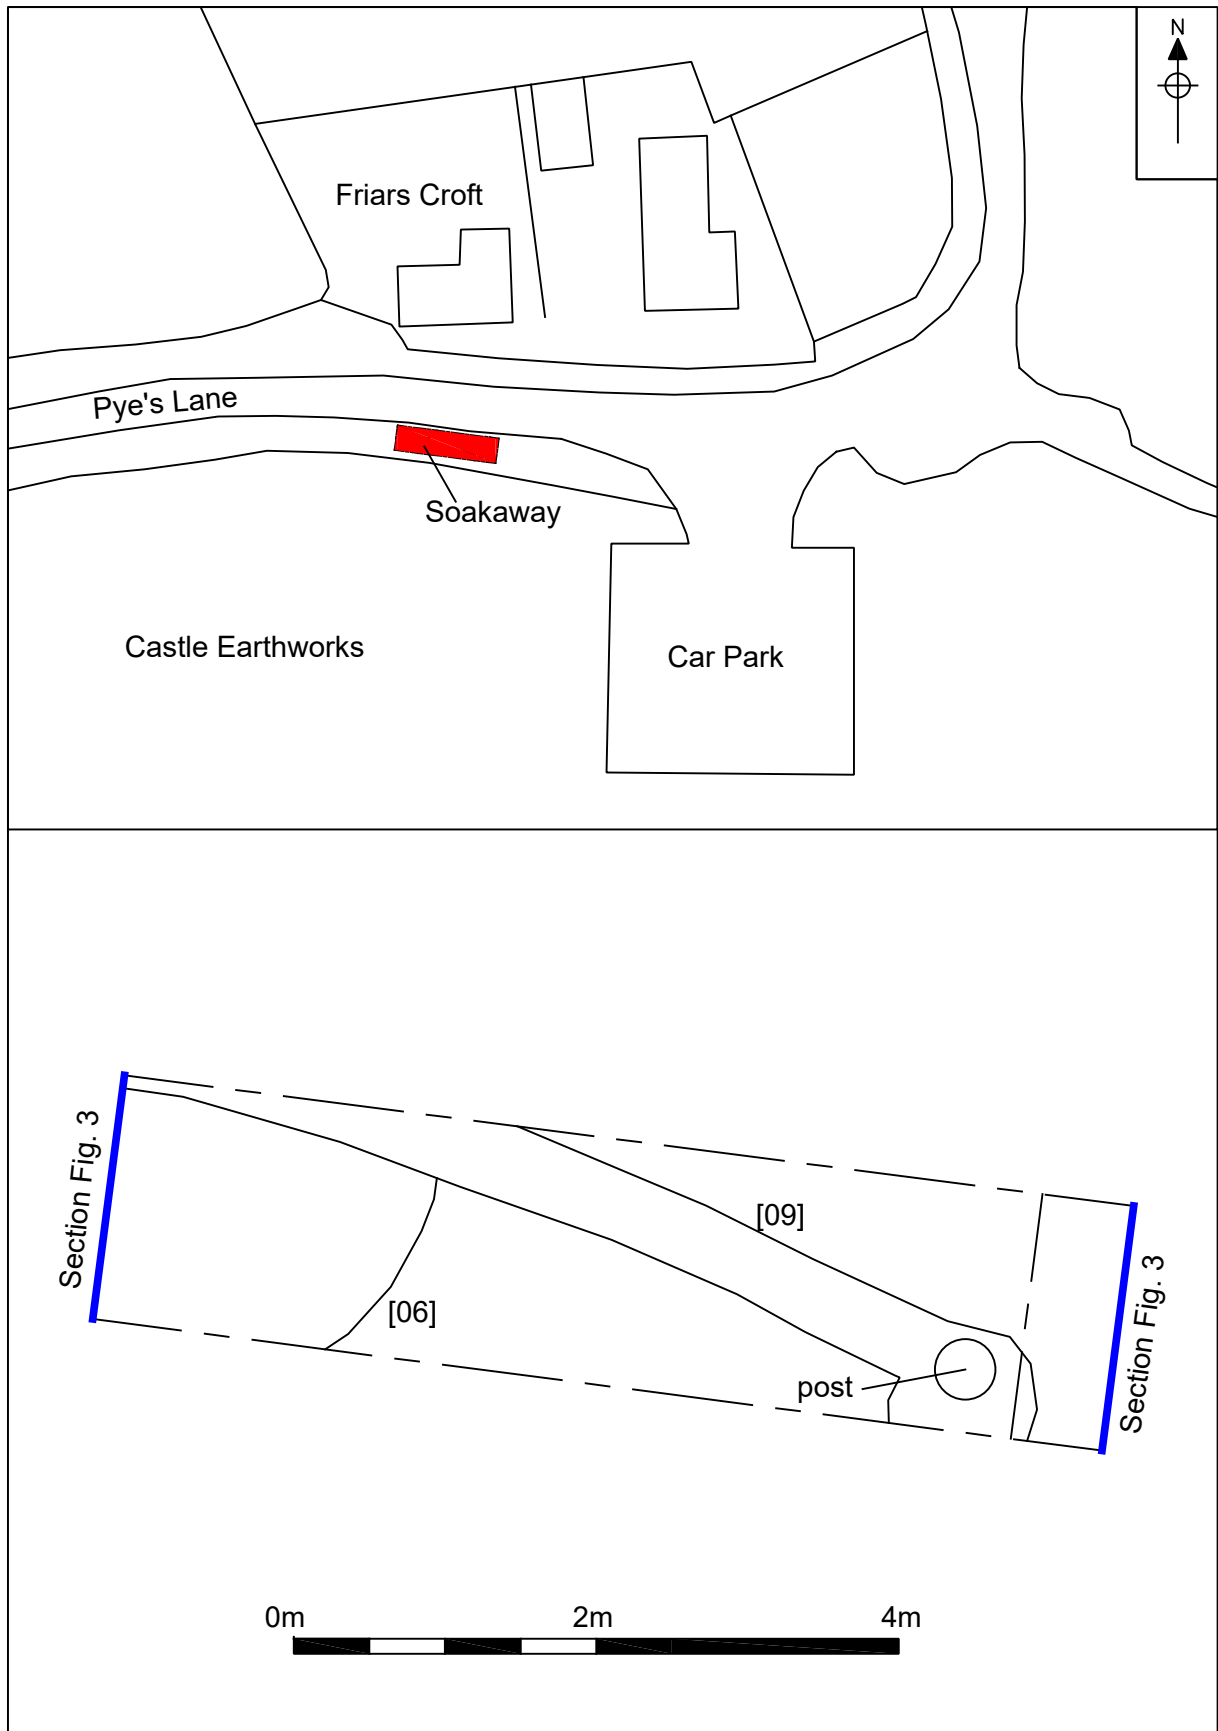 N
Friars Croft
Pye's Lane
Soakaway
Castle Earthworks
Car Park
Section Fig. 3
[09]
[06]
post
Section Fig. 3
0m
2m
4m